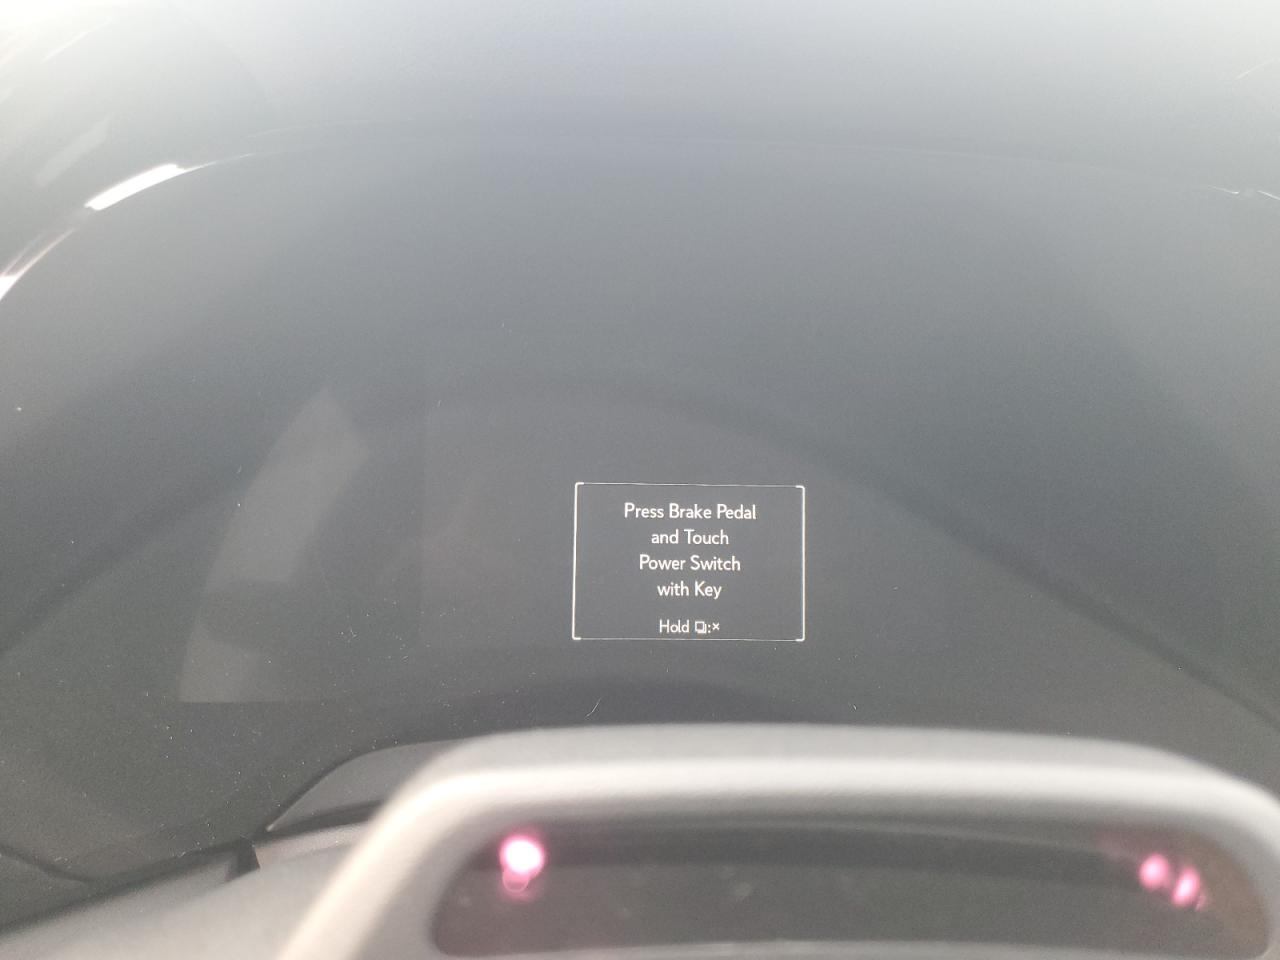 Press Brake Pedal
and Touch
Power Switch
with Key
Hold :×